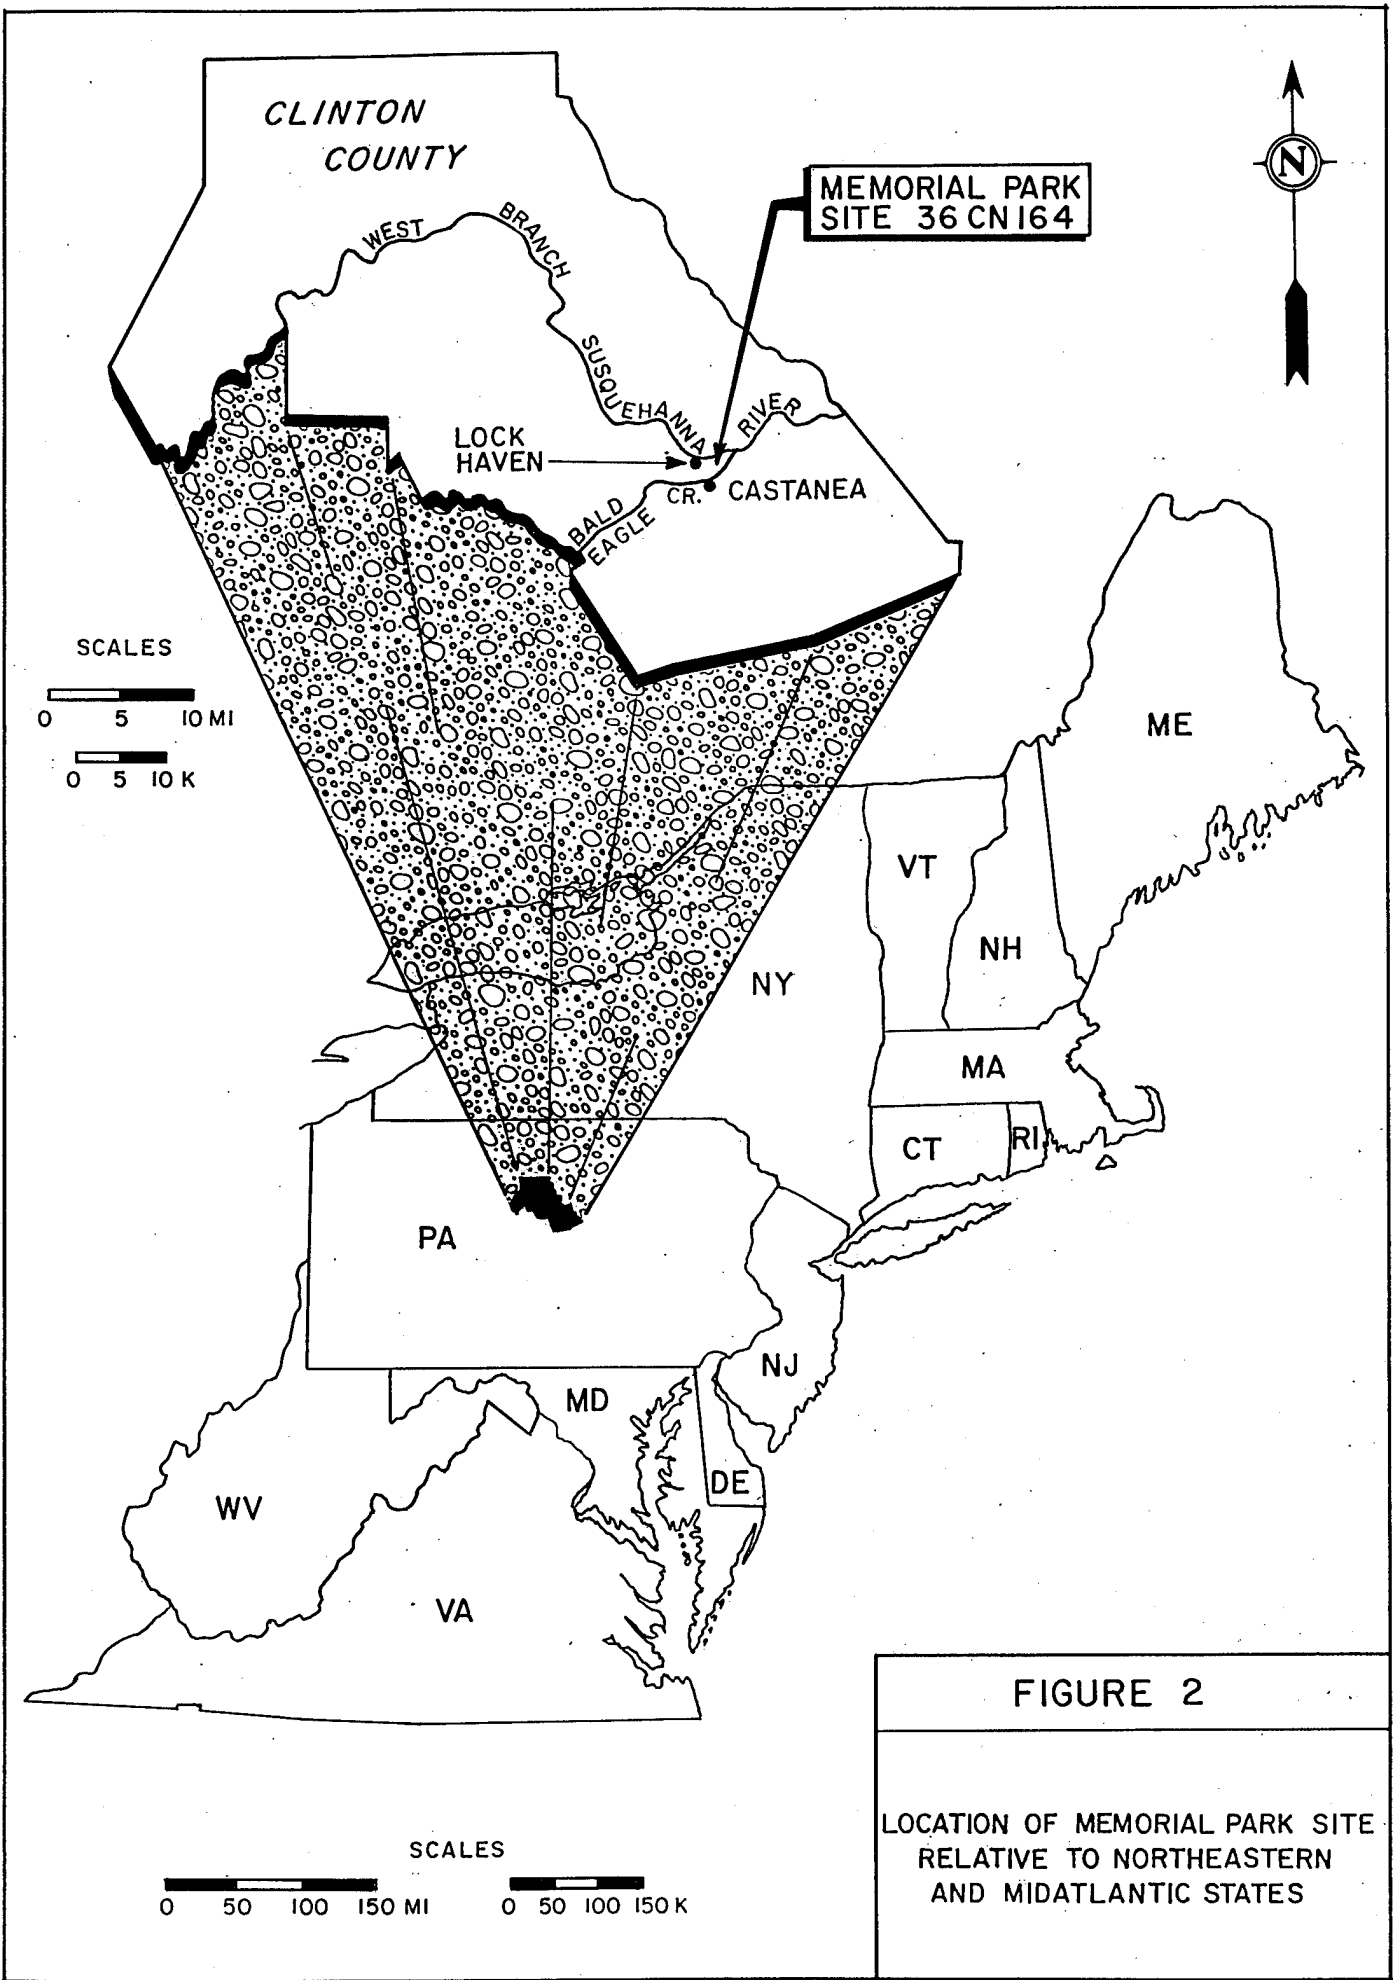 CLINTON
COUNTY
N
MEMORIAL PARK
SITE 36CN164
WEST BRANCH SUSQUEHANNA RIVER
LOCK
HAVEN
CASTANEA
BALD
EAGLE
CR.
SCALES
0 5 10 MI
0 5 10 K
ME
VT
NH
NY
MA
CT
RI
PA
NJ
MD
DE
WV
VA
SCALES
0 50 100 150 MI
0 50 100 150 K
FIGURE 2
LOCATION OF MEMORIAL PARK SITE
RELATIVE TO NORTHEASTERN
AND MIDATLANTIC STATES